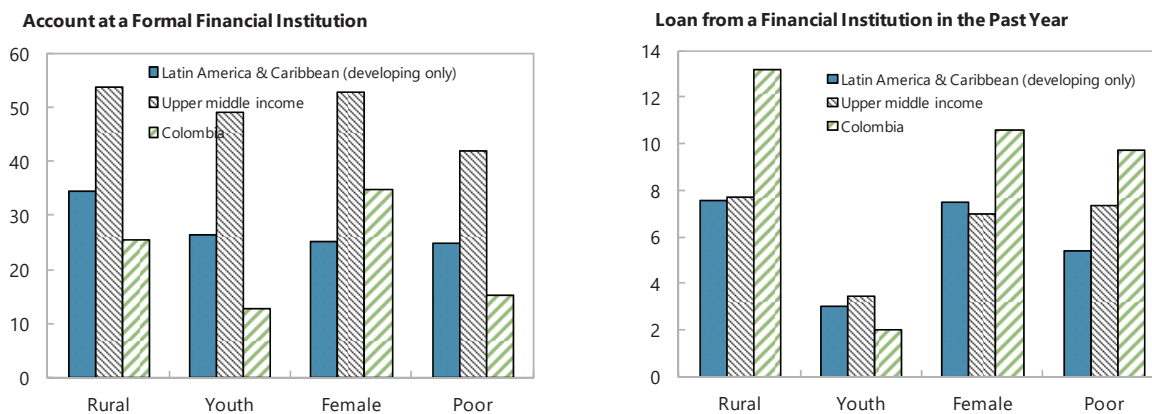 Account at a Formal Financial Institution
60
50
40
30
20
10
0
Latin America & Caribbean (developing only)
Upper middle income
Colombia
Rural Youth Female Poor
Loan from a Financial Institution in the Past Year
14
12
10
8
6
4
2
0
Latin America & Caribbean (developing only)
Upper middle income
Colombia
Rural Youth Female Poor